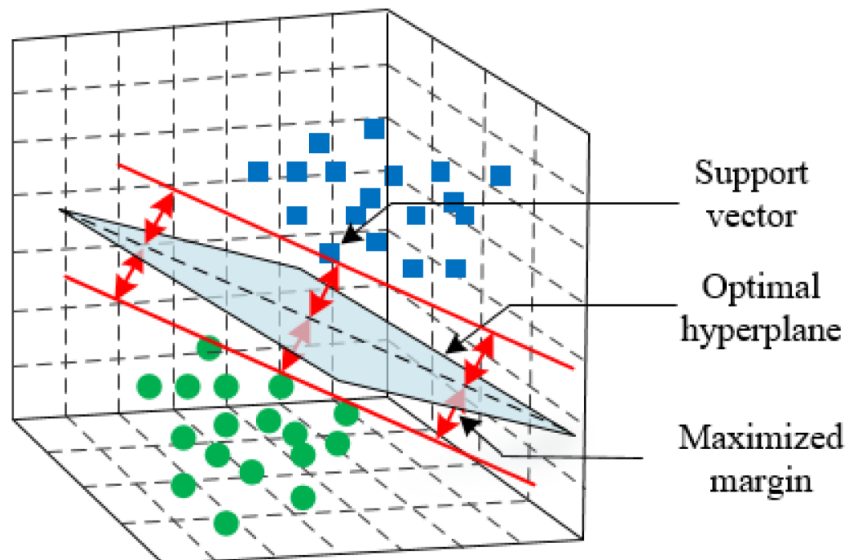 Support
vector
Optimal
hyperplane
Maximized
margin